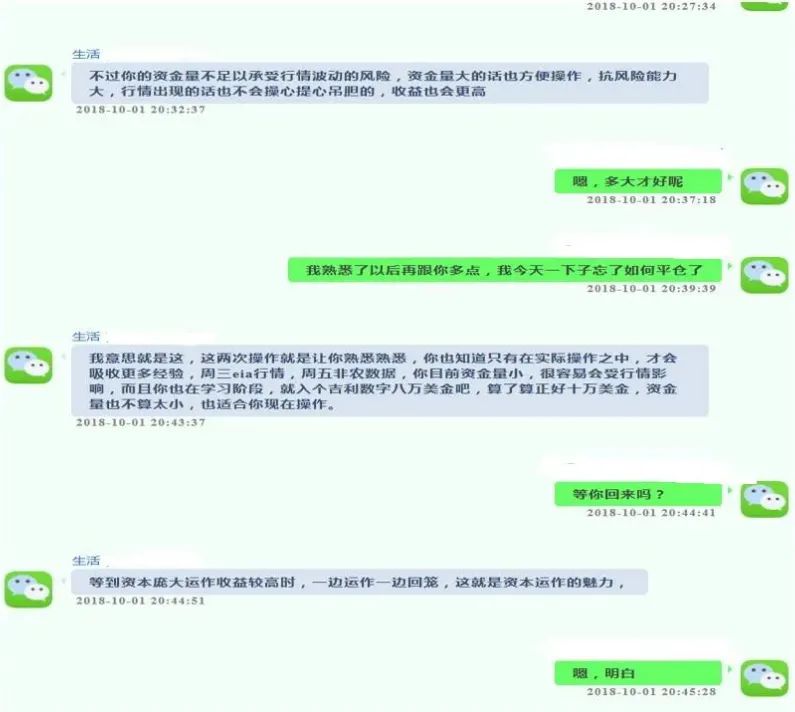 2018-10-01 20:27:34
生活
不过你的资金量不足以承受行情波动的风险，资金量大的话也方便操作，抗风险能力
大，行情出现的话也不会操心提心吊胆的，收益也会更高
2018-10-01 20:32:37
嗯，多大才好呢
2018-10-01 20:37:18
我熟悉了以后再跟你多点，我今天一下子忘了如何平仓了
2018-10-01 20:39:39
生活
我意思就是这，这两次操作就是让你熟悉熟悉，你也知道只有在实际操作之中，才会
吸收更多经验，周三eia行情，周五非农数据，你目前资金量小，很容易会受行情影
响，而且你也在学习阶段，就入个吉利数字八万美金吧，算了算正好十万美金，资金
量也不算太小，也适合你现在操作。
2018-10-01 20:43:37
等你回来吗？
2018-10-01 20:44:41
生活
等到资本庞大运作收益较高时，一边运作一边回笼，这就是资本运作的魅力，
2018-10-01 20:44:51
嗯，明白
2018-10-01 20:45:28